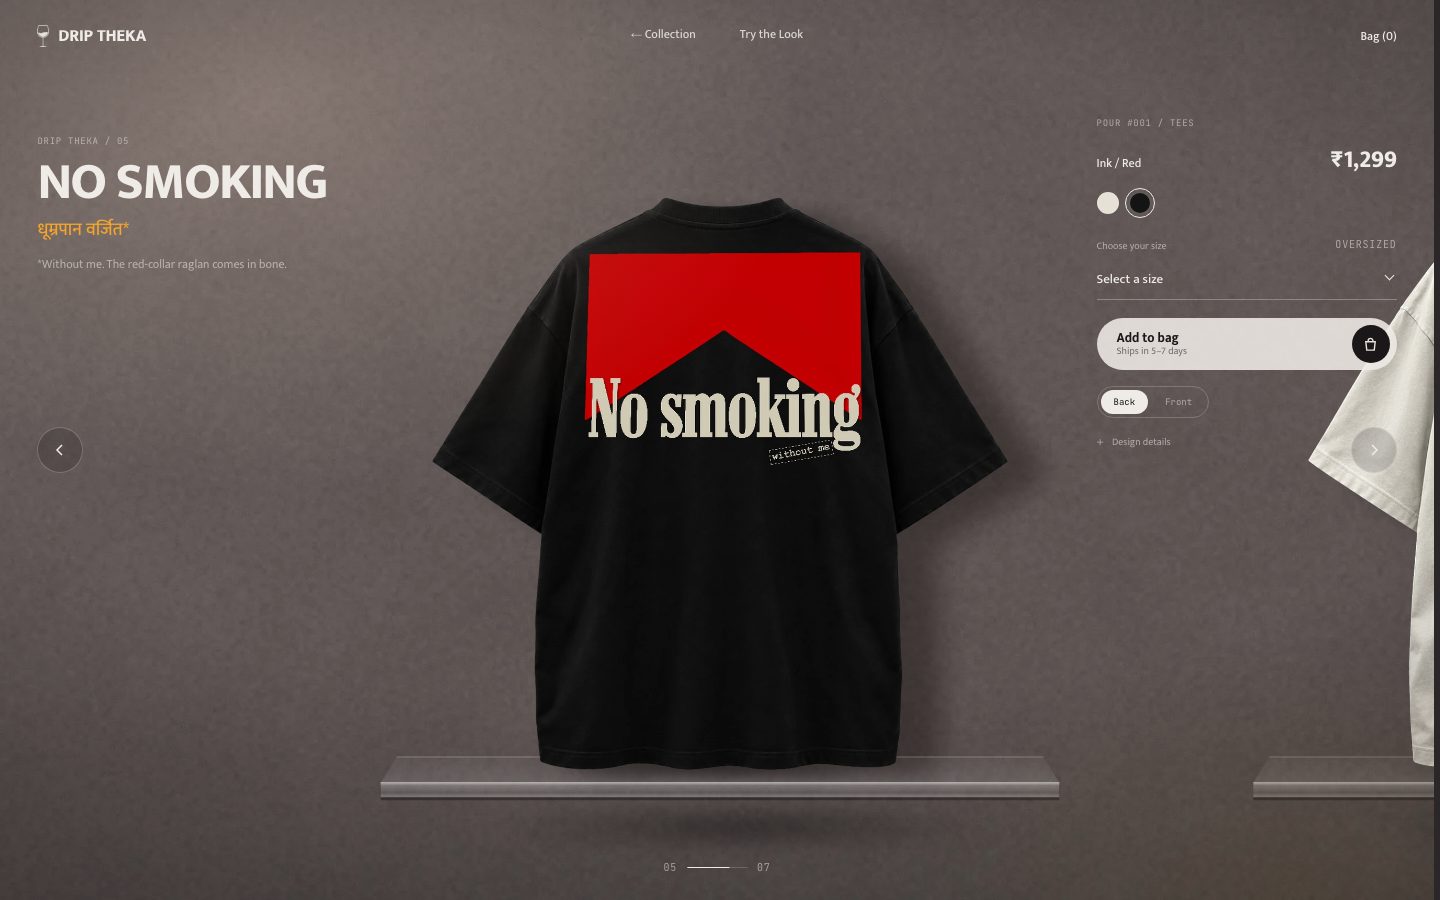 DRIP THEKA
← Collection
Try the Look
Bag (0)
DRIP THEKA / 05
NO SMOKING
धूम्रपान वर्जित*
*Without me. The red-collar raglan comes in bone.
No smoking
without me
POUR #001 / TEES
Ink / Red
₹1,299
Choose your size
OVERSIZED
Select a size
Add to bag
Ships in 5–7 days
Back
Front
+ Design details
05
07